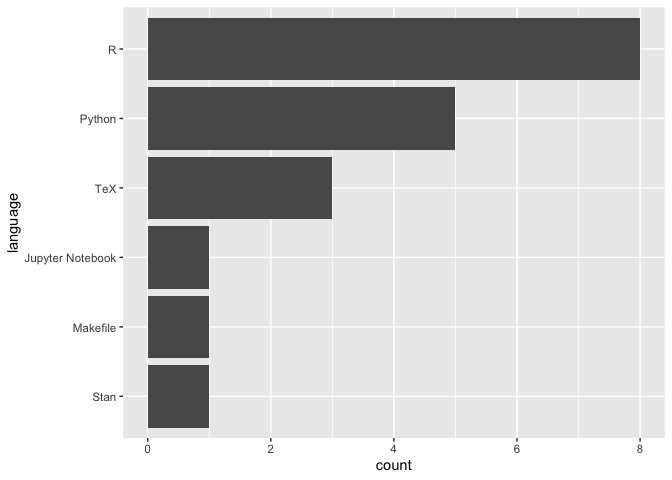 R
Python
TeX
Jupyter Notebook
Makefile
Stan
language
0 2 4 6 8
count